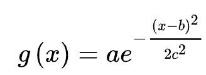 g(x) = ae^{-\frac{(x-b)^2}{2c^2}}